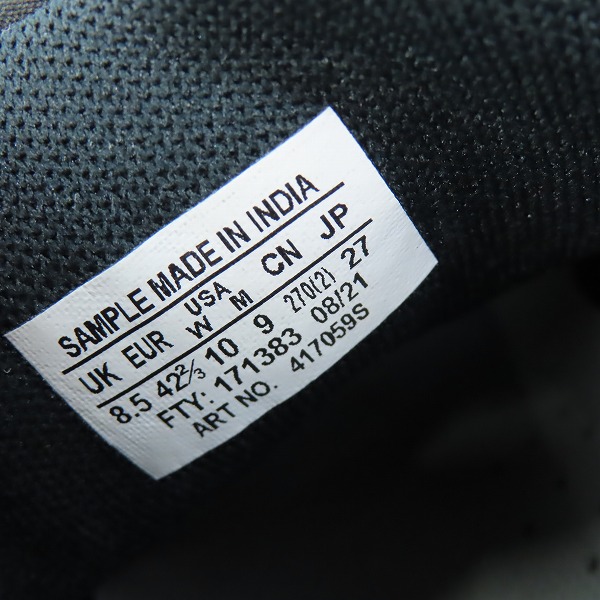 SAMPLE MADE IN INDIA
UK EUR USA CN JP
W M
8.5 42⅔ 10 9 270(2) 27
FTY: 171383 08/21
ART NO. 417059S